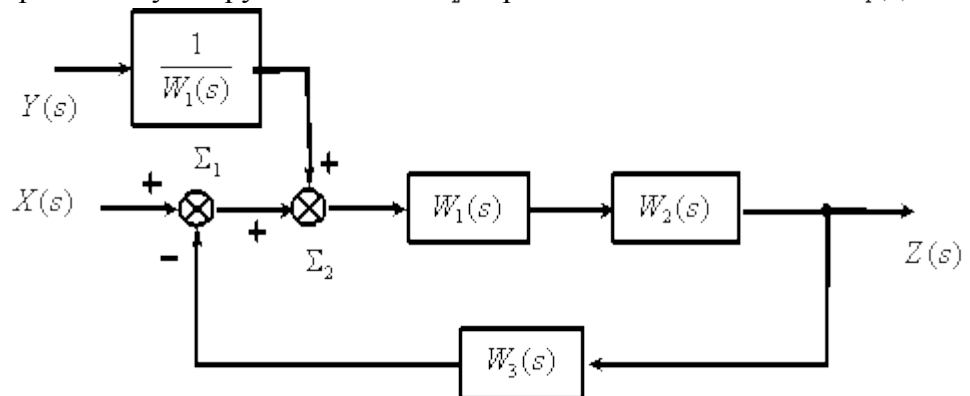 1
W₁(s)
Y(s)
Σ₁
+
+
X(s)
+
W₁(s)
W₂(s)
+
−
Σ₂
Z(s)
W₃(s)